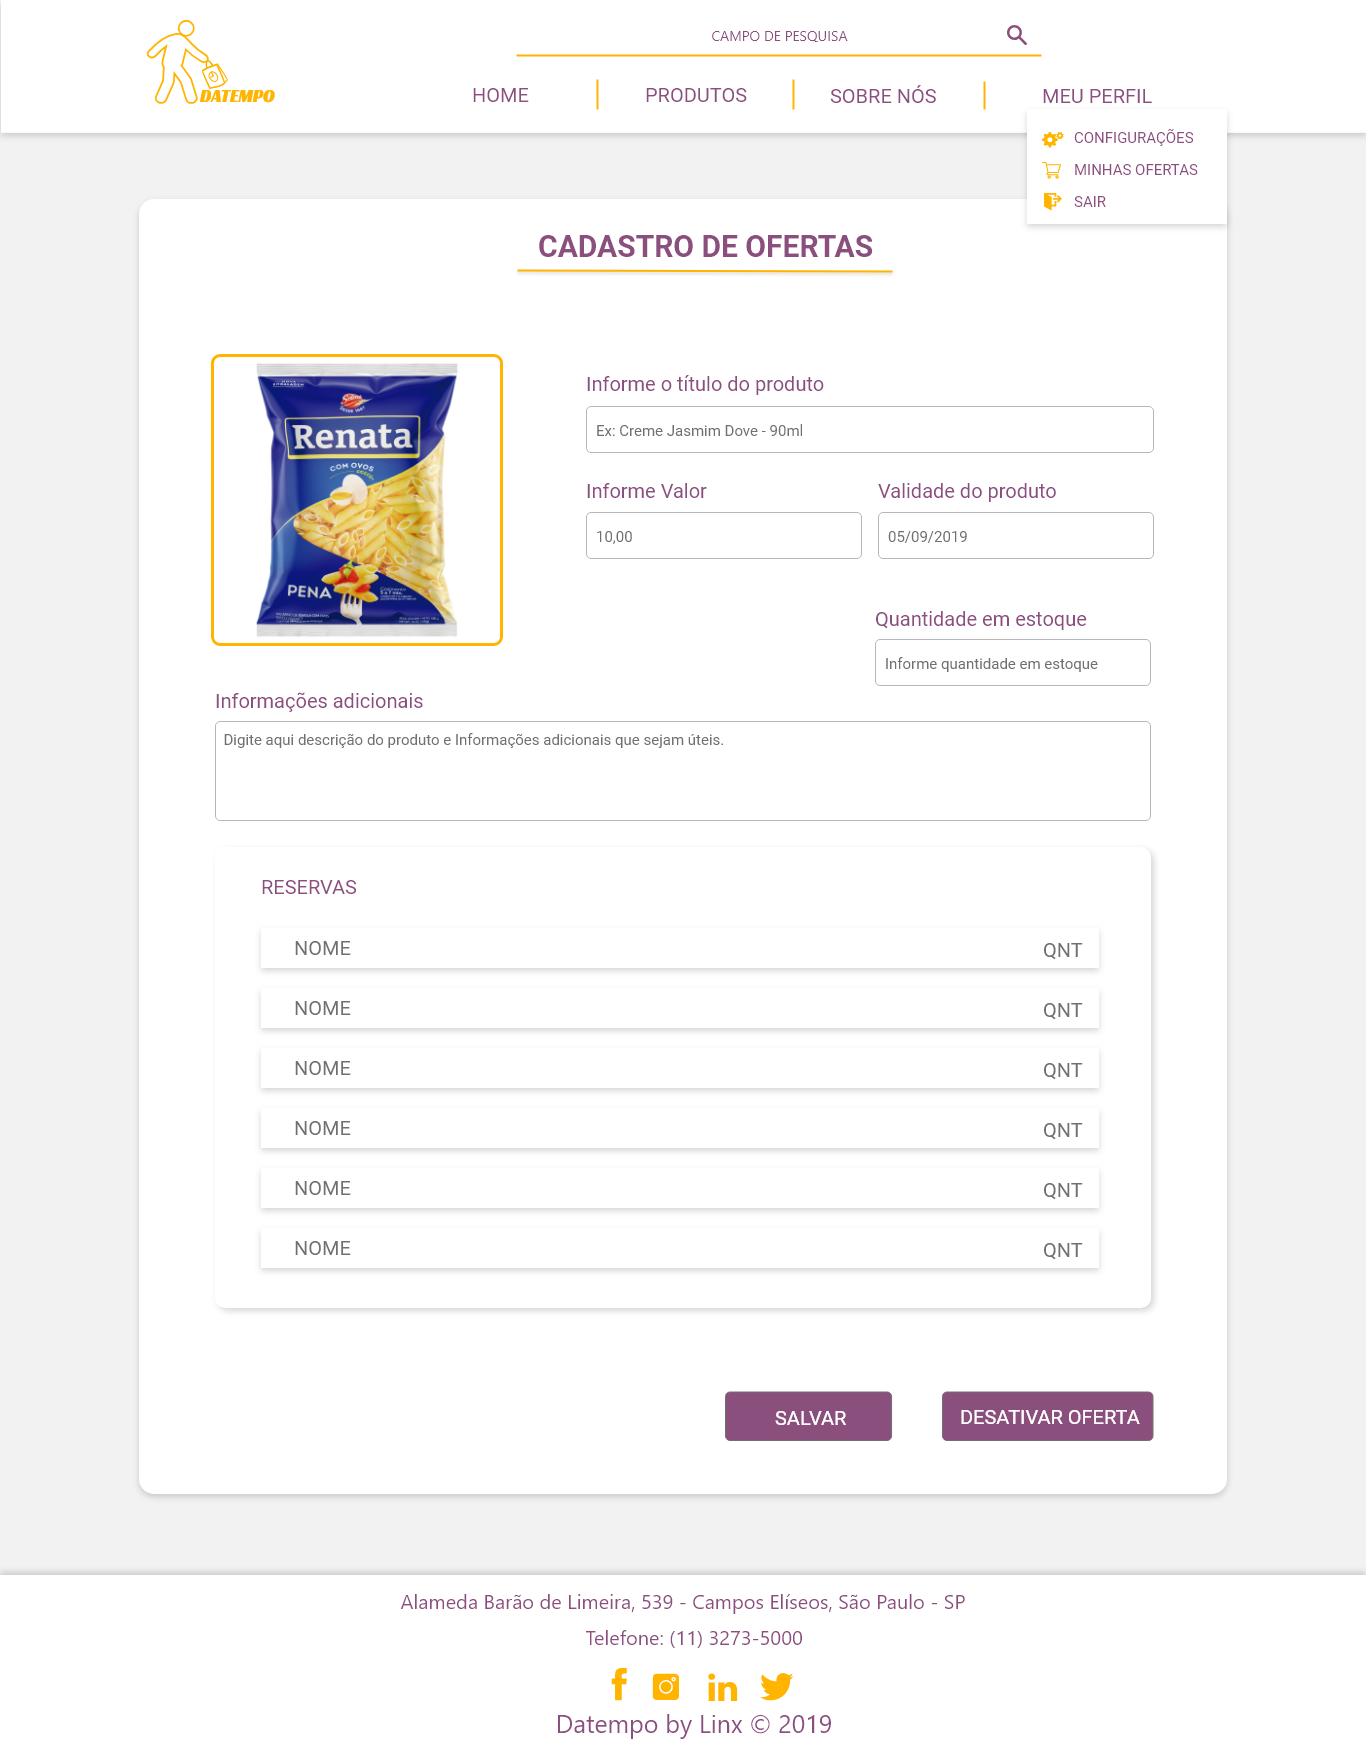 CAMPO DE PESQUISA
DATEMPO
HOME
PRODUTOS
SOBRE NÓS
MEU PERFIL
CONFIGURAÇÕES
MINHAS OFERTAS
SAIR
CADASTRO DE OFERTAS
Renata
COM OVOS
PENA
Informe o título do produto
Ex: Creme Jasmim Dove - 90ml
Informe Valor
Validade do produto
10,00
05/09/2019
Quantidade em estoque
Informe quantidade em estoque
Informações adicionais
Digite aqui descrição do produto e Informações adicionais que sejam úteis.
RESERVAS
NOME QNT
NOME QNT
NOME QNT
NOME QNT
NOME QNT
NOME QNT
SALVAR
DESATIVAR OFERTA
Alameda Barão de Limeira, 539 - Campos Elíseos, São Paulo - SP
Telefone: (11) 3273-5000
Datempo by Linx © 2019